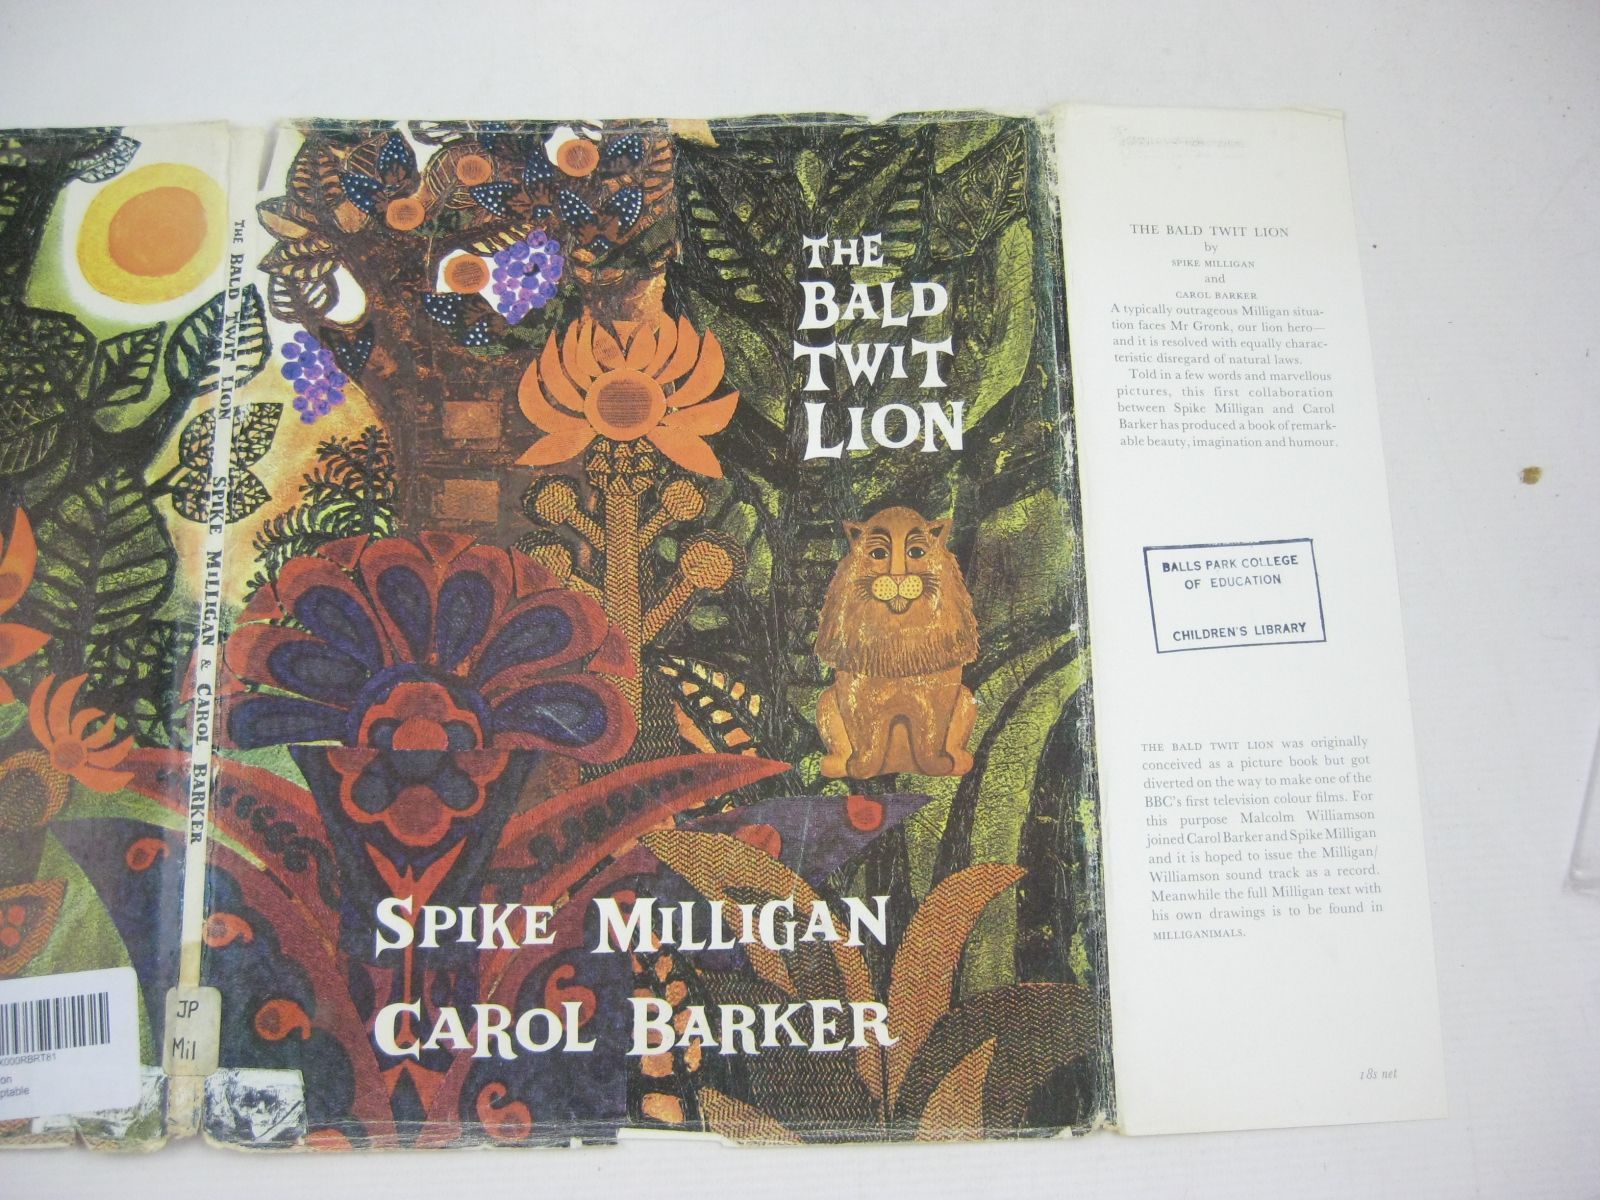 THE BALD TWIT LION SPIKE MILLIGAN & CAROL BARKER
JP
Mil
X000RBRT81
on
ptable
THE
BALD
TWIT
LION
SPIKE MILLIGAN
CAROL BARKER
THE BALD TWIT LION
by
SPIKE MILLIGAN
and
CAROL BARKER
A typically outrageous Milligan situa-
tion faces Mr Gronk, our lion hero—
and it is resolved with equally charac-
teristic disregard of natural laws.
Told in a few words and marvellous
pictures, this first collaboration
between Spike Milligan and Carol
Barker has produced a book of remark-
able beauty, imagination and humour.
BALLS PARK COLLEGE
OF EDUCATION
CHILDREN'S LIBRARY
THE BALD TWIT LION was originally
conceived as a picture book but got
diverted on the way to make one of the
BBC's first television colour films. For
this purpose Malcolm Williamson
joined Carol Barker and Spike Milligan
and it is hoped to issue the Milligan/
Williamson sound track as a record.
Meanwhile the full Milligan text with
his own drawings is to be found in
MILLIGANIMALS.
18s net